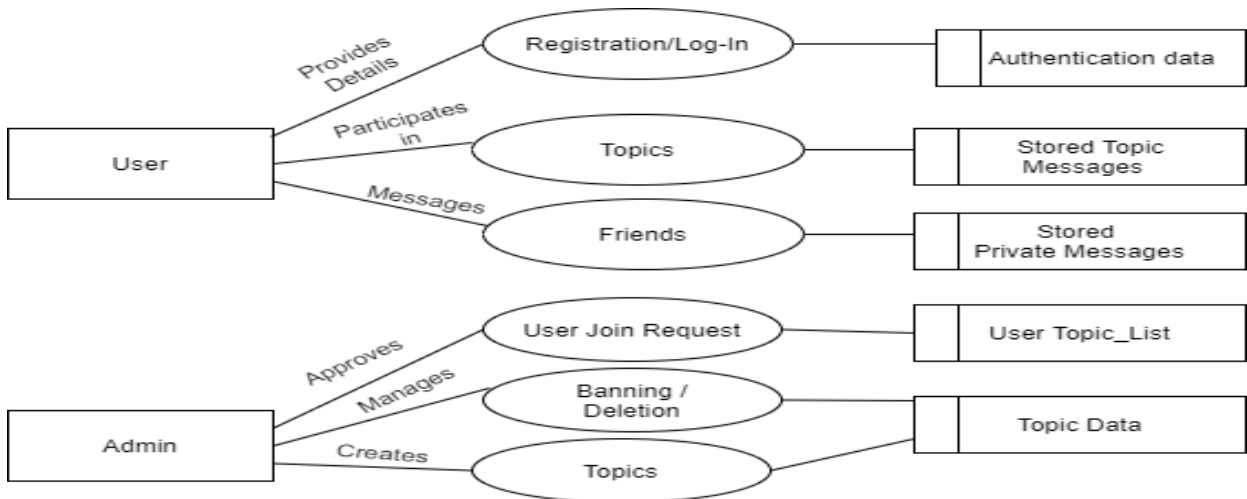 Provides
Details
Registration/Log-In
Authentication data
User
Participates
in
Topics
Stored Topic
Messages
Messages
Friends
Stored
Private Messages
Approves
User Join Request
User Topic_List
Admin
Manages
Banning /
Deletion
Topic Data
Creates
Topics